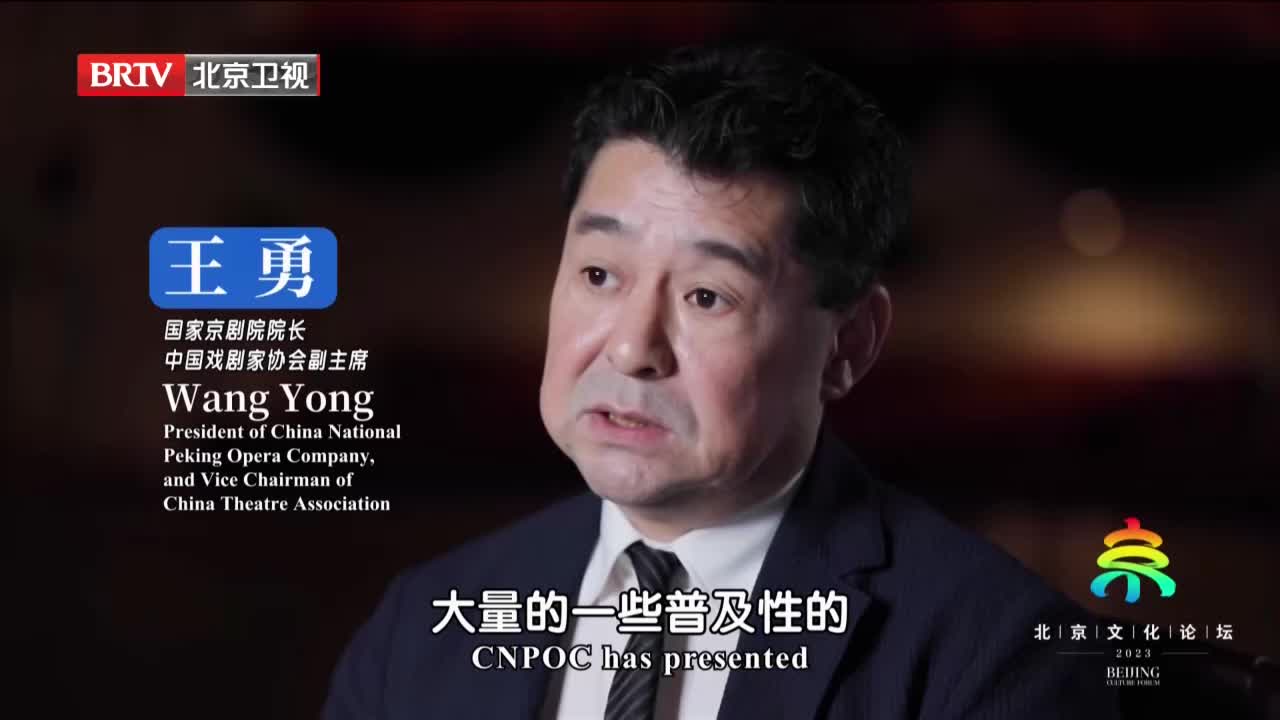 BRTV 北京卫视
王勇
国家京剧院院长
中国戏剧家协会副主席
Wang Yong
President of China National
Peking Opera Company,
and Vice Chairman of
China Theatre Association
大量的一些普及性的
CNPOC has presented
北|京|文|化|论|坛
2023
BEIJING
CULTURE FORUM